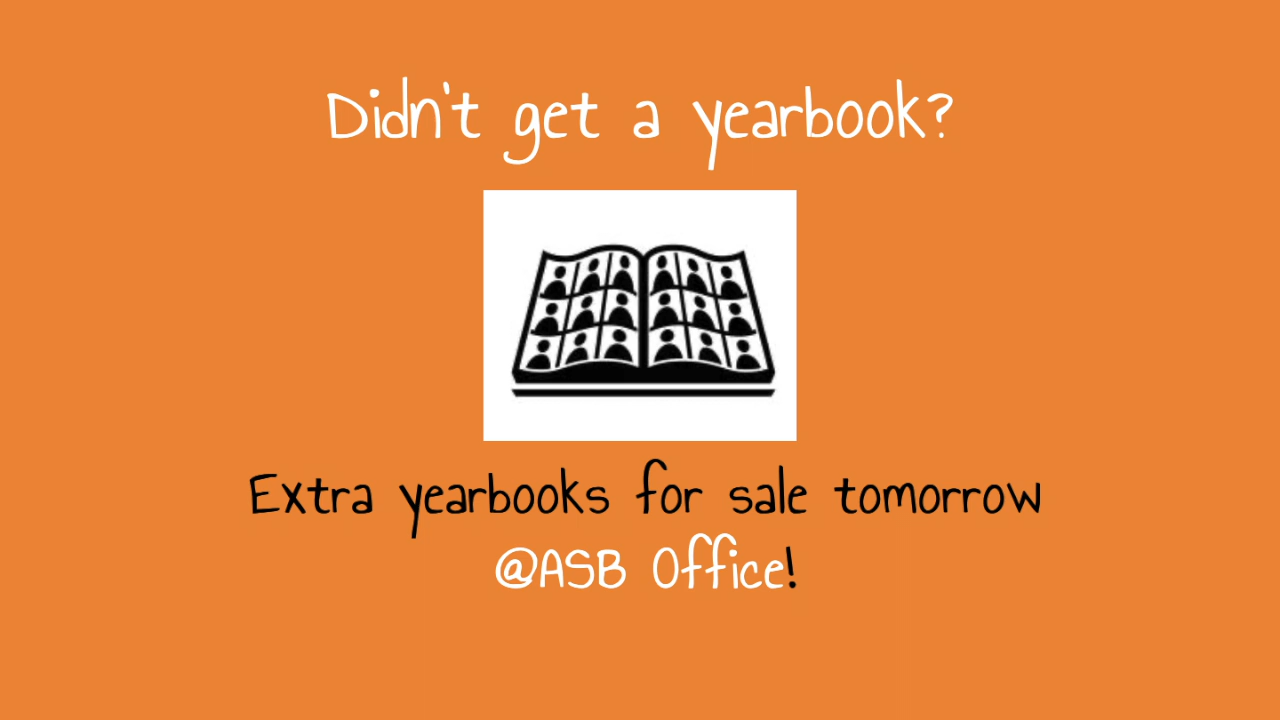 Didn't get a yearbook?
Extra yearbooks for sale tomorrow
@ASB Office!